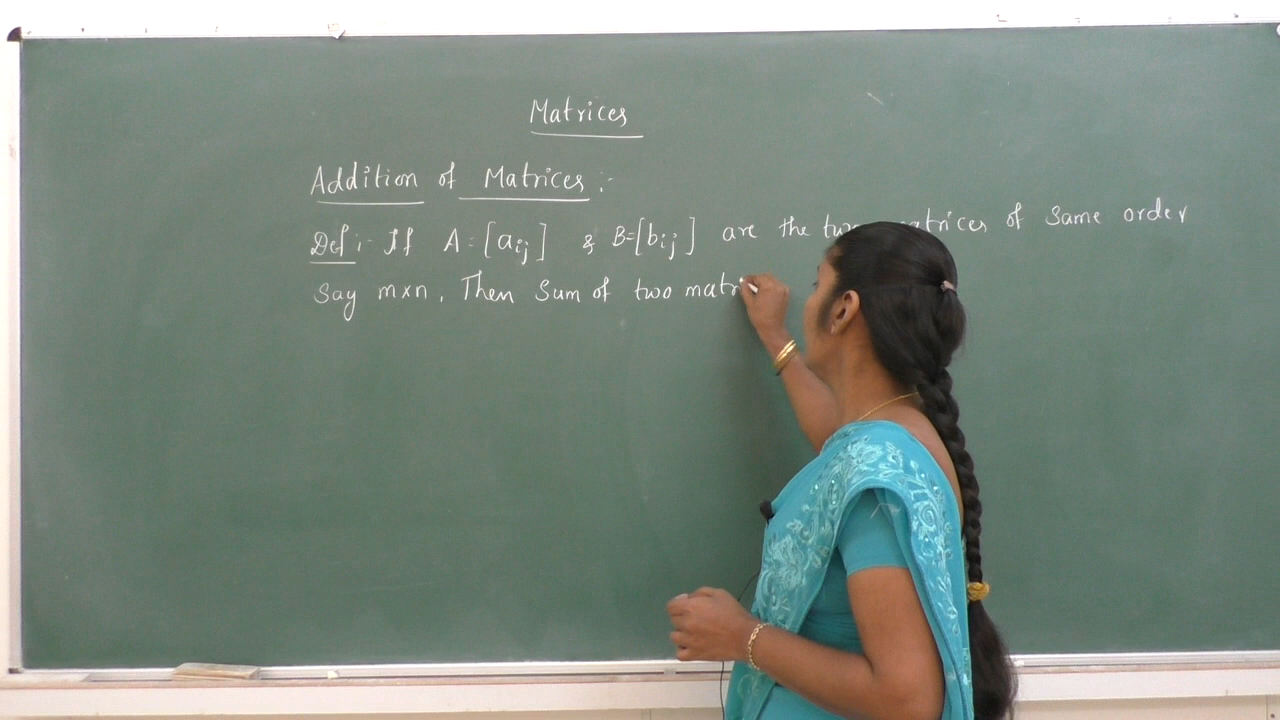 Matrices
Addition of Matrices :-
Def :- If A = [aij] & B=[bij] are the two matrices of Same order
Say m×n, Then Sum of two matri